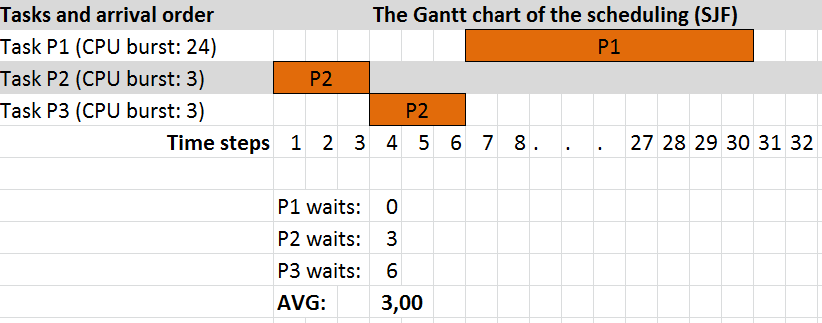 Tasks and arrival order The Gantt chart of the scheduling (SJF)
Task P1 (CPU burst: 24) P1
Task P2 (CPU burst: 3) P2
Task P3 (CPU burst: 3) P2
Time steps 1 2 3 4 5 6 7 8 . . . 27 28 29 30 31 32
P1 waits: 0
P2 waits: 3
P3 waits: 6
AVG: 3,00